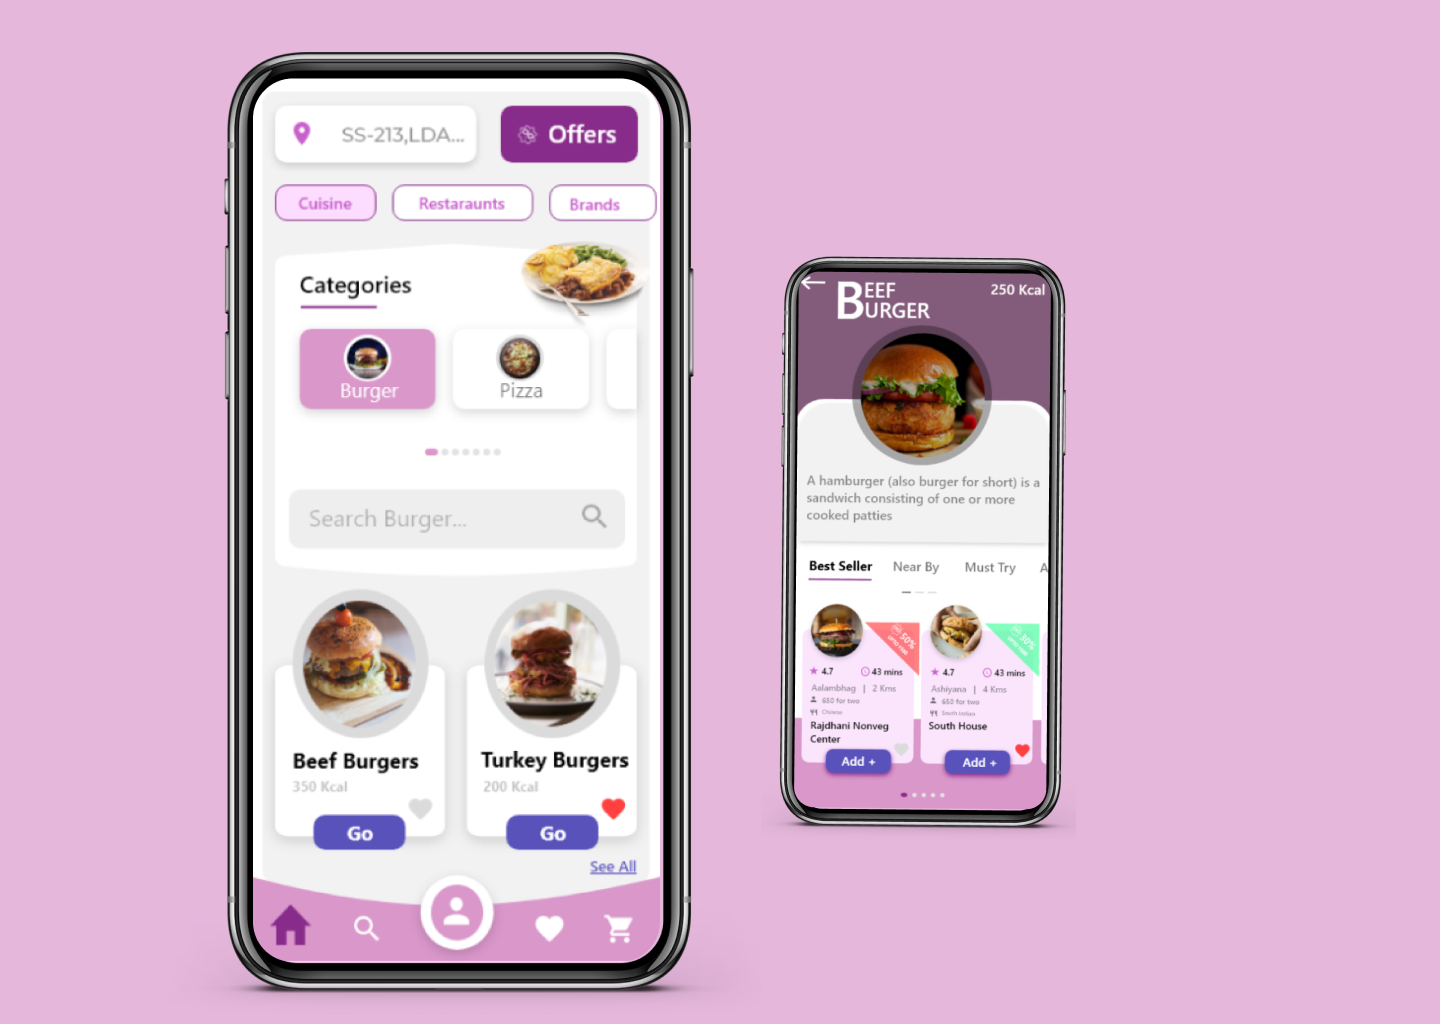 SS-213,LDA...
Offers
Cuisine
Restaraunts
Brands
Categories
Burger
Pizza
Search Burger...
Beef Burgers
350 Kcal
Go
Turkey Burgers
200 Kcal
Go
See All
BEEF
BURGER
250 Kcal
A hamburger (also burger for short) is a
sandwich consisting of one or more
cooked patties
Best Seller
Near By
Must Try
A
50%
4.7
43 mins
Aalambhag | 2 Kms
650 for two
Chinese
Rajdhani Nonveg
Center
Add +
30%
4.7
43 mins
Ashiyana | 4 Kms
650 for two
South Indian
South House
Add +